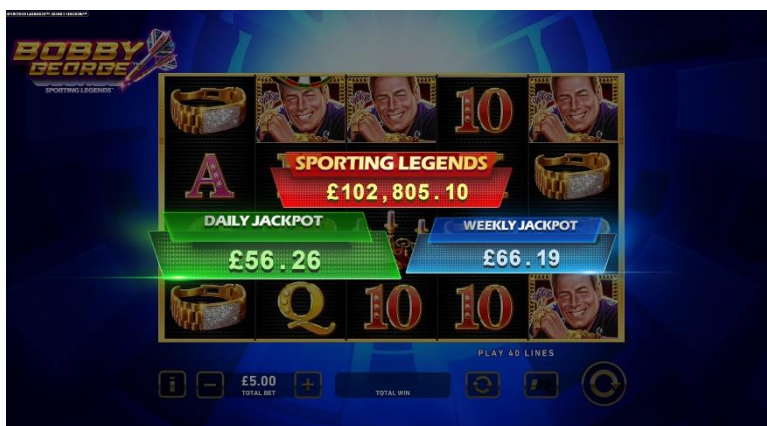 BOBBY
GEORGE
SPORTING LEGENDS
10
A
SPORTING LEGENDS
£102,805.10
DAILY JACKPOT
£56.26
WEEKLY JACKPOT
£66.19
Q
10
10
PLAY 40 LINES
i
−
£5.00
+
TOTAL BET
TOTAL WIN